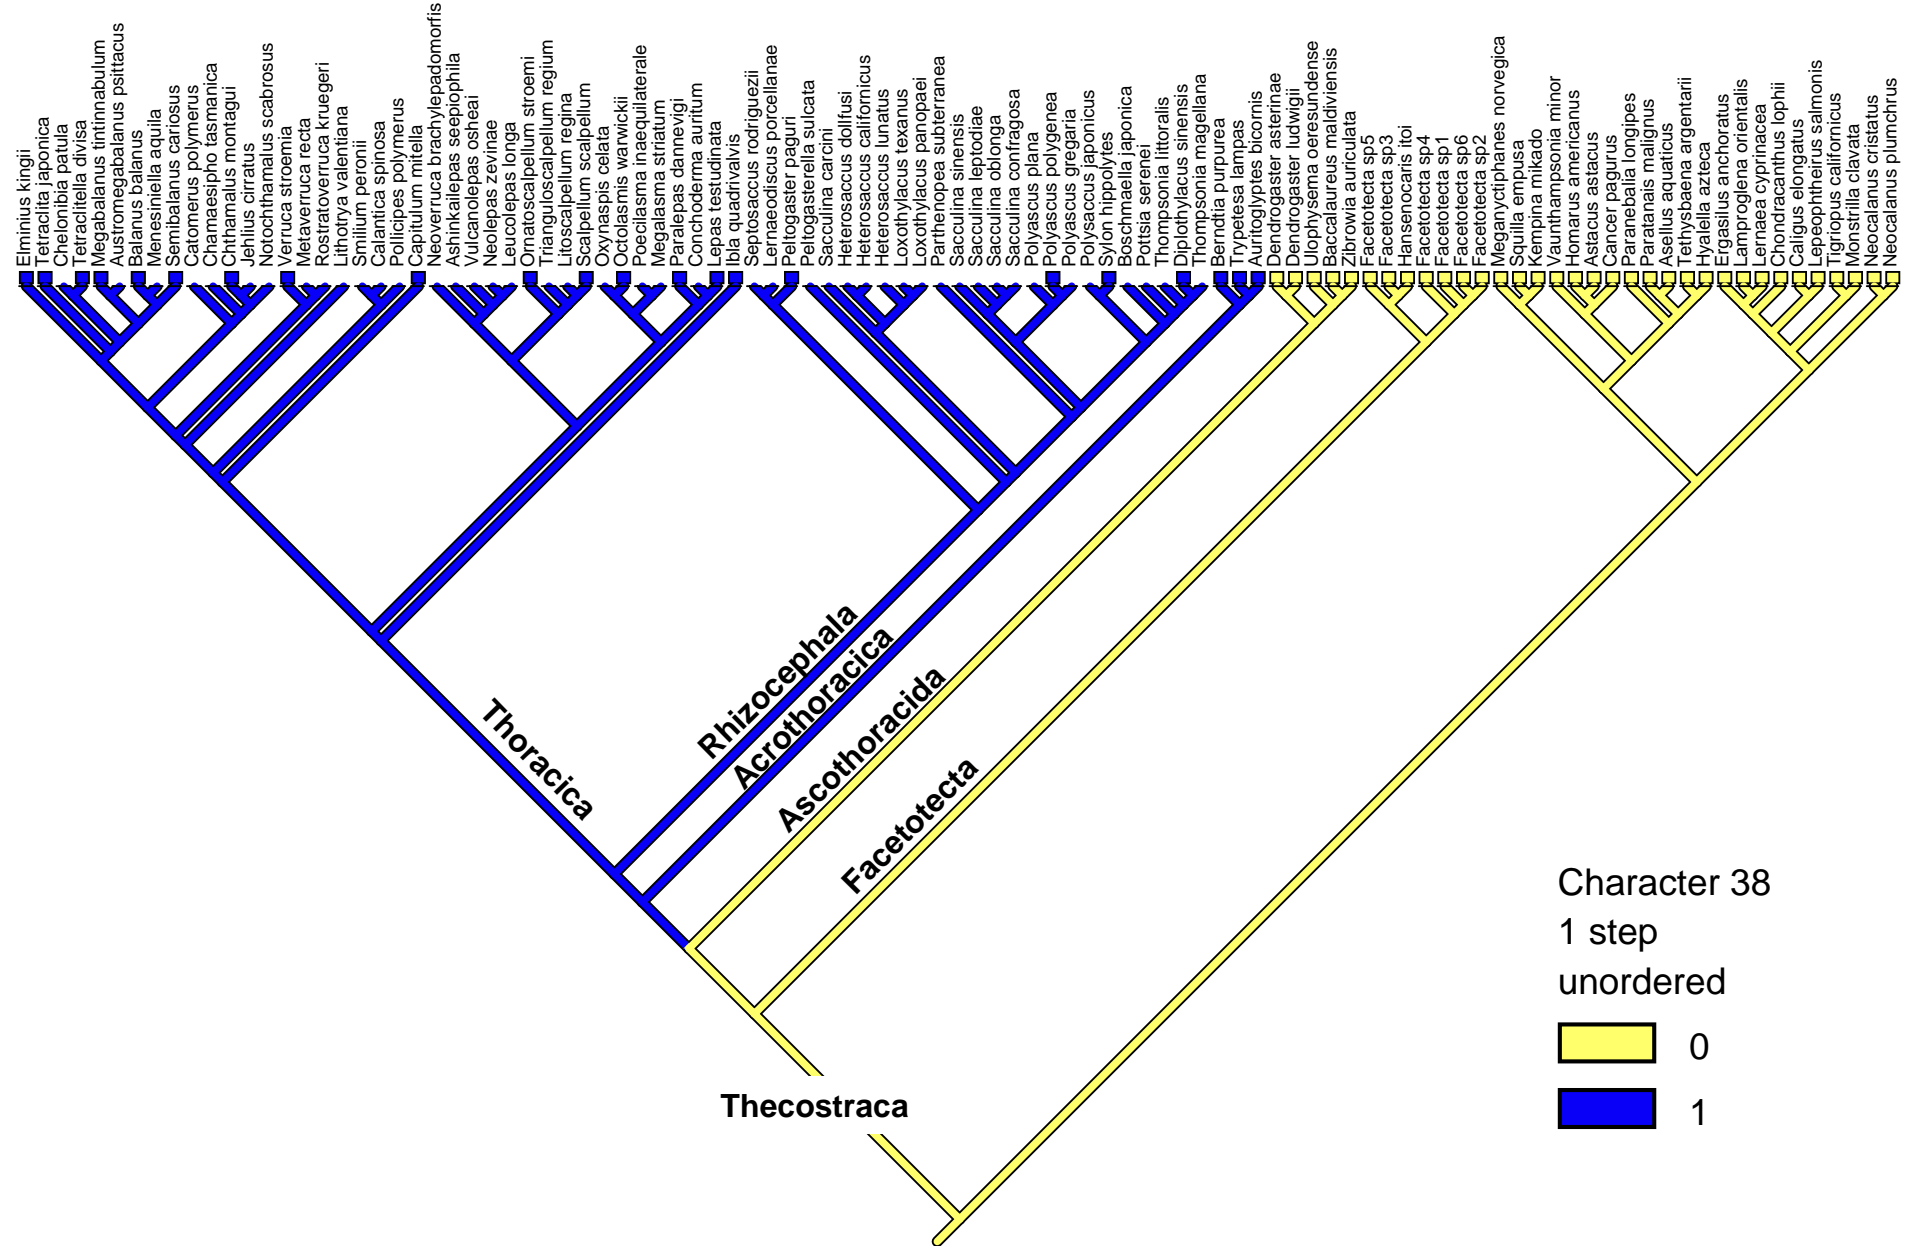 Elminius kingii
Tetraclita japonica
Chelonibia patula
Tetraclitella divisa
Megabalanus tintinnabulum
Austromegabalanus psittacus
Balanus balanus
Menesiniella aquila
Semibalanus cariosus
Catomerus polymerus
Chamaesipho tasmanica
Chthamalus montagui
Jehlius cirratus
Notochthamalus scabrosus
Verruca stroemia
Metaverruca recta
Rostratoverruca kruegeri
Lithotrya valentiana
Smilium peronii
Calantica spinosa
Pollicipes polymerus
Capitulum mitella
Neoverruca brachylepadomorfis
Ashinkailepas seepiophila
Vulcanolepas osheai
Neolepas zevinae
Leucolepas longa
Ornatoscalpellum stroemi
Trianguloscalpellum regium
Litoscalpellum regina
Scalpellum scalpellum
Oxynaspis celata
Octolasmis warwickii
Poecilasma inaequilaterale
Megalasma striatum
Paralepas dannevigi
Conchoderma auritum
Lepas testudinata
Ibla quadrivalvis
Septosaccus rodriguezii
Lernaeodiscus porcellanae
Peltogaster paguri
Peltogasterella sulcata
Sacculina carcini
Heterosaccus dollfusi
Heterosaccus californicus
Heterosaccus lunatus
Loxothylacus texanus
Loxothylacus panopaei
Parthenopea subterranea
Sacculina sinensis
Sacculina leptodiae
Sacculina oblonga
Sacculina confragosa
Polyascus plana
Polyascus polygenea
Polyascus gregaria
Polysaccus japonicus
Sylon hippolytes
Boschmaella japonica
Pottsia serenei
Thompsonia littoralis
Diplothylacus sinensis
Thompsonia magellana
Berndtia purpurea
Trypetesa lampas
Auritoglyptes bicornis
Dendrogaster asterinae
Dendrogaster ludwigii
Ulophysema oeresundense
Baccalaureus maldiviensis
Zibrowia auriculata
Facetotecta sp5
Facetotecta sp3
Hansenocaris itoi
Facetotecta sp4
Facetotecta sp1
Facetotecta sp6
Facetotecta sp2
Meganyctiphanes norvegica
Squilla empusa
Kempina mikado
Vaunthampsonia minor
Homarus americanus
Astacus astacus
Cancer pagurus
Paranebalia longipes
Paratanais malignus
Asellus aquaticus
Tethysbaena argentarii
Hyalella azteca
Ergasilus anchoratus
Lamproglena orientalis
Lernaea cyprinacea
Chondracanthus lophii
Caligus elongatus
Lepeophtheirus salmonis
Tigriopus californicus
Monstrilla clavata
Neocalanus cristatus
Neocalanus plumchrus
Thoracica
Rhizocephala
Acrothoracica
Ascothoracida
Facetotecta
Thecostraca
Character 38
1 step
unordered
0
1